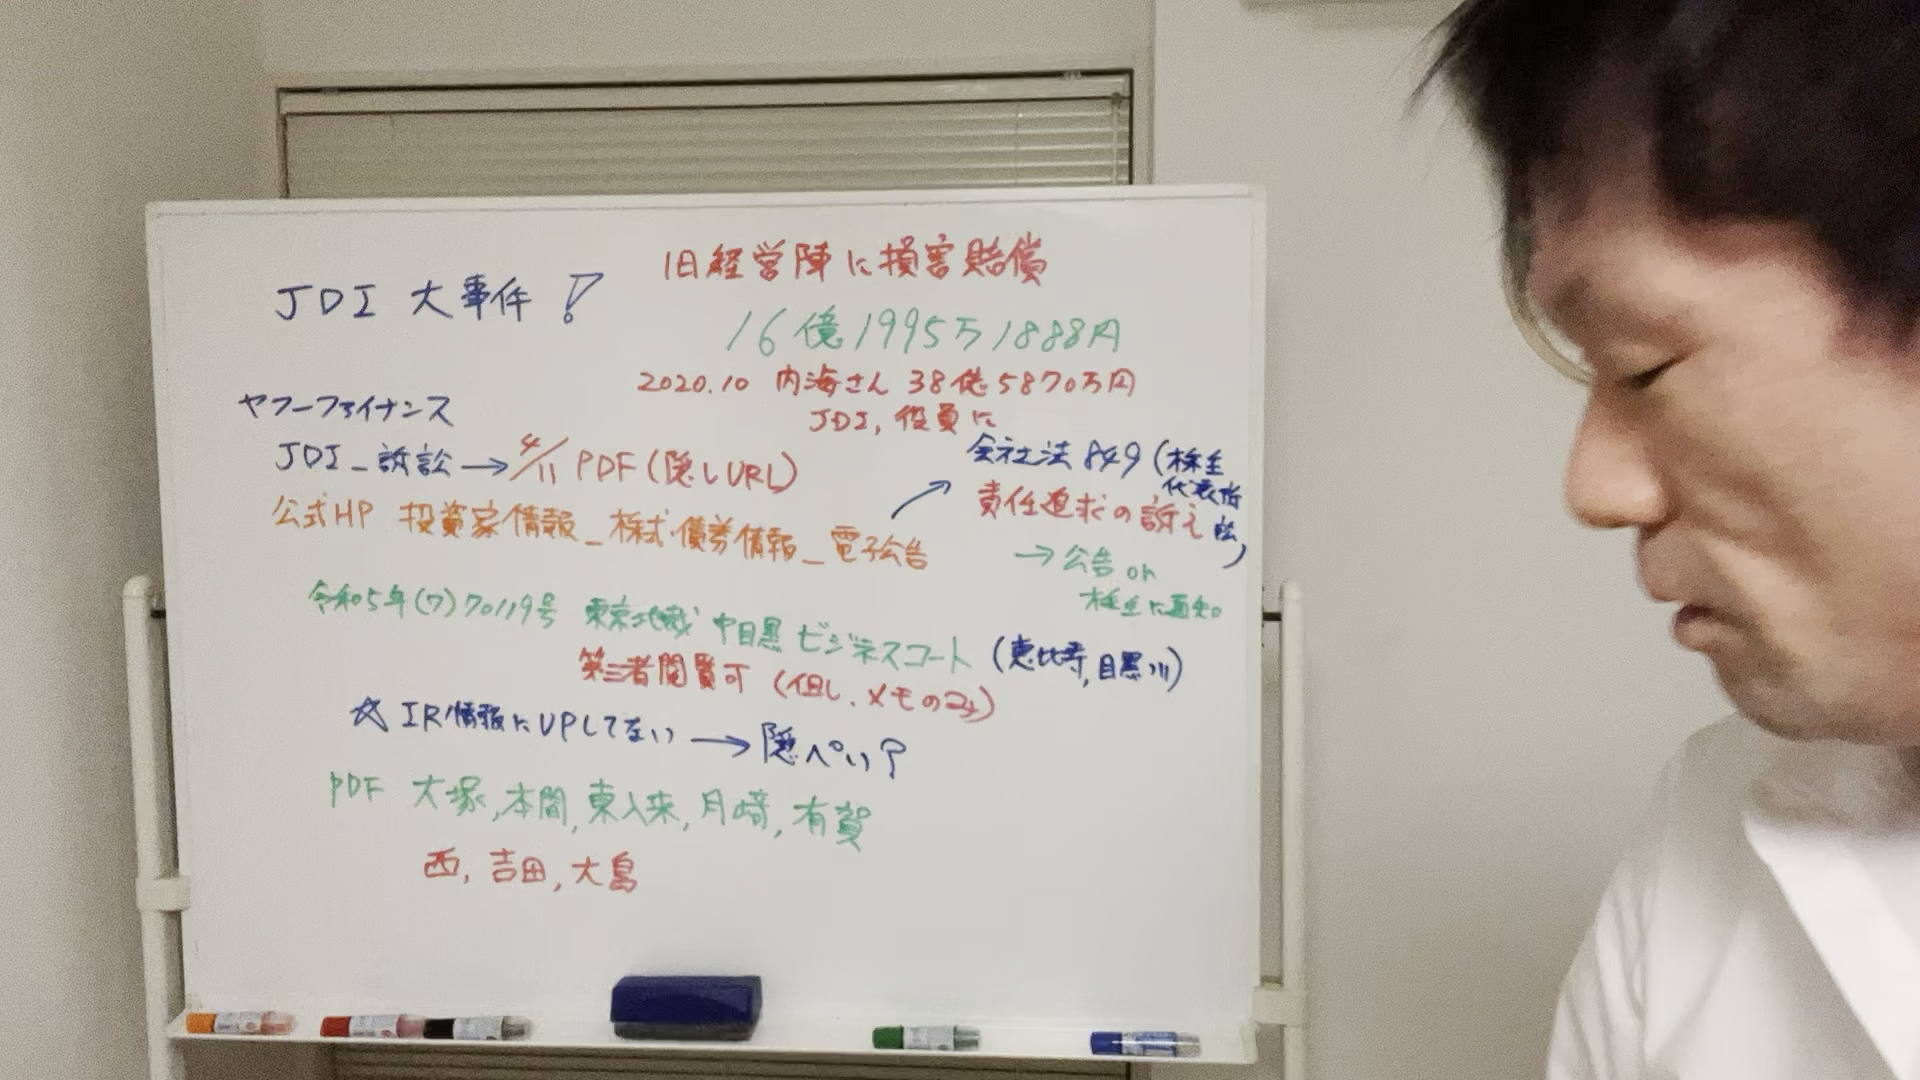 JDI 大事件!
旧経営陣に損害賠償
16億1995万1888円
2020.10 内海さん 38億5870万円
JDI, 役員に
ヤフーファイナンス
JDI_訴訟→4/11 PDF(隠しURL)
公式HP 投資家情報_株式・債券情報_電子公告
会社法849(株主代表訴訟)
責任追求の訴え
→公告 or
株主に通知。
令和5年(ワ)70119号 東京地裁 中目黒 ビジネスコート (恵比寿, 目黒川)
第三者閲覧可 (但し、メモのみ)
☆ IR情報にUPしてない → 隠ぺい?
PDF 大塚, 本間, 東入来, 月崎, 有賀
西, 吉田, 大島